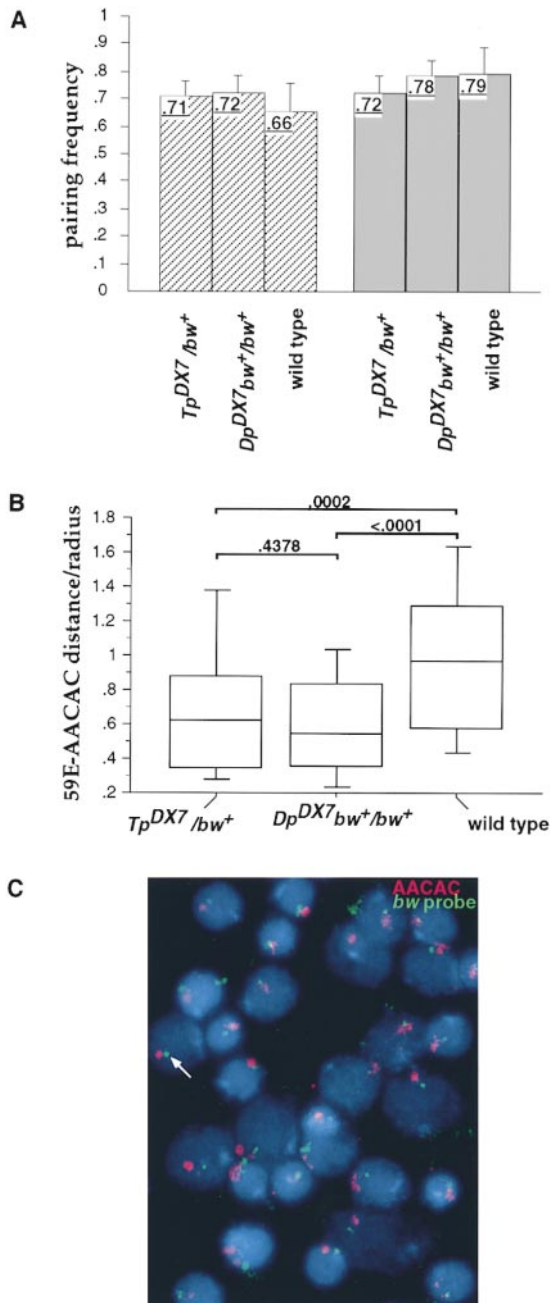 A
pairing frequency
1
.9
.8
.7
.6
.5
.4
.3
.2
.1
0
.71
.72
.66
.72
.78
.79
Tp^DX7/bw+
Dp^DX7bw+/bw+
wild type
Tp^DX7/bw+
Dp^DX7bw+/bw+
wild type
B
59E-AACAC distance/radius
1.8
1.6
1.4
1.2
1
.8
.6
.4
.2
.0002
<.0001
.4378
Tp^DX7/bw+
Dp^DX7bw+/bw+
wild type
C
AACAC
bw probe